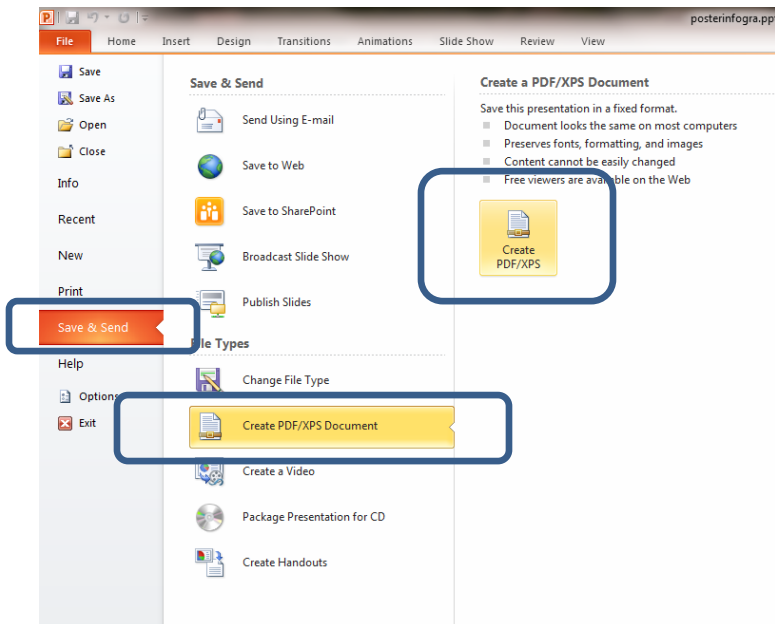 posterinfogra.pp
File Home Insert Design Transitions Animations Slide Show Review View
Save
Save As
Open
Close
Info
Recent
New
Print
Save & Send
Help
Options
Exit
Save & Send
Send Using E-mail
Save to Web
Save to SharePoint
Broadcast Slide Show
Publish Slides
File Types
Change File Type
Create PDF/XPS Document
Create a Video
Package Presentation for CD
Create Handouts
Create a PDF/XPS Document
Save this presentation in a fixed format.
Document looks the same on most computers
Preserves fonts, formatting, and images
Content cannot be easily changed
Free viewers are available on the Web
Create
PDF/XPS